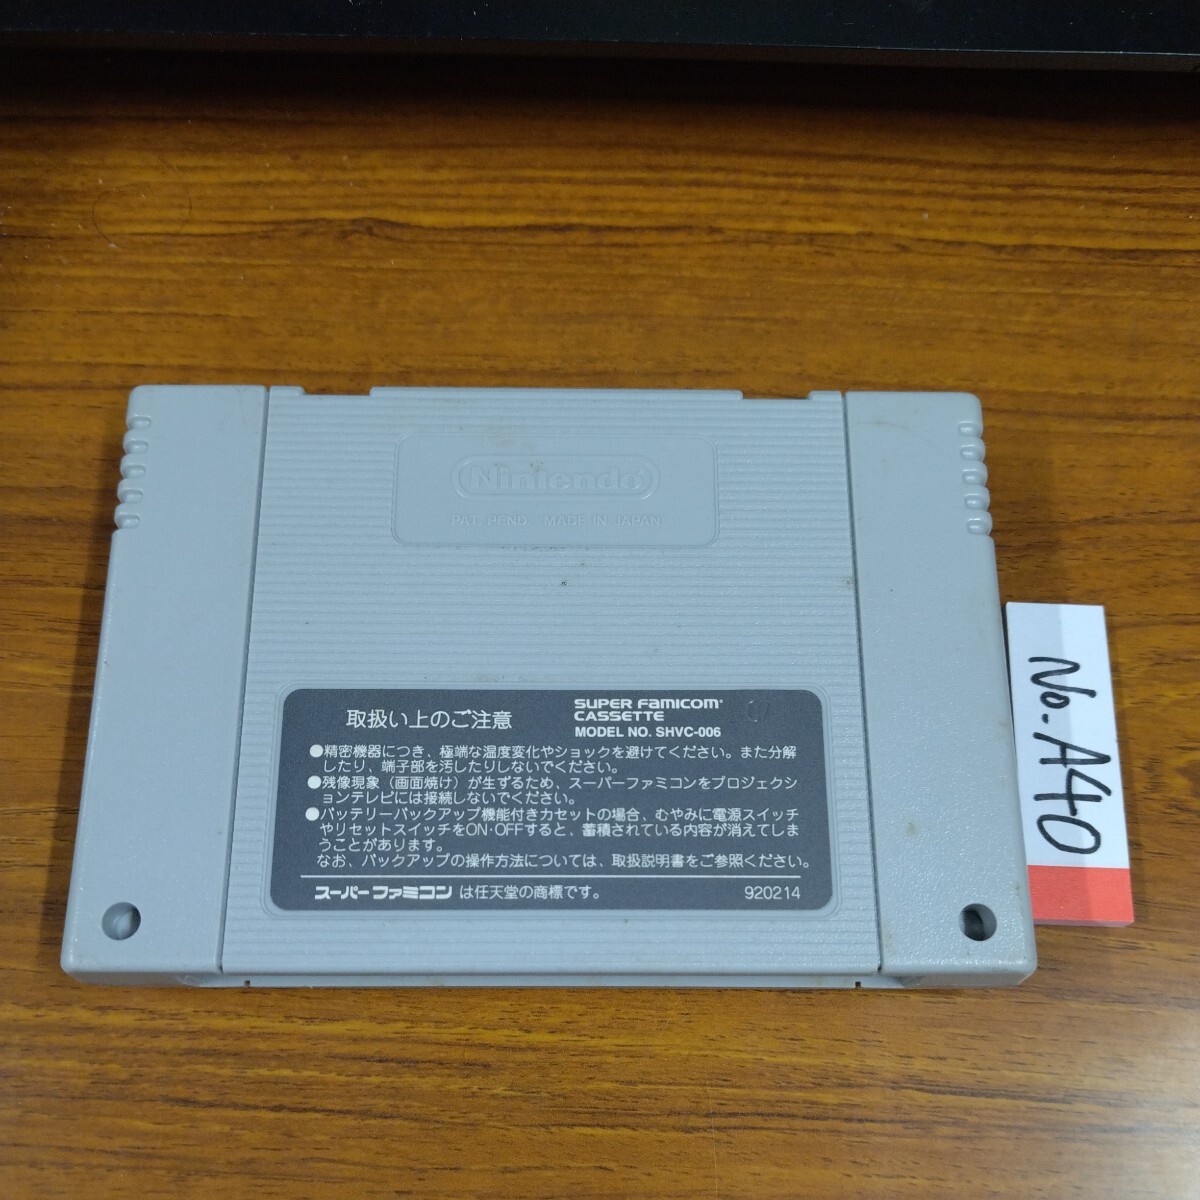 Nintendo
PAT. PEND. MADE IN JAPAN
取扱い上のご注意
SUPER FAMICOM
CASSETTE
MODEL NO. SHVC-006
●精密機器につき、極端な温度変化やショックを避けてください。また分解
したり、端子部を汚したりしないでください。
●残像現象（画面焼け）が生ずるため、スーパーファミコンをプロジェクシ
ョンテレビには接続しないでください。
●バッテリーバックアップ機能付きカセットの場合、むやみに電源スイッチ
やリセットスイッチをON・OFFすると、蓄積されている内容が消えてしま
うことがあります。
なお、バックアップの操作方法については、取扱説明書をご参照ください。
スーパーファミコン は任天堂の商標です。 920214
No. A40